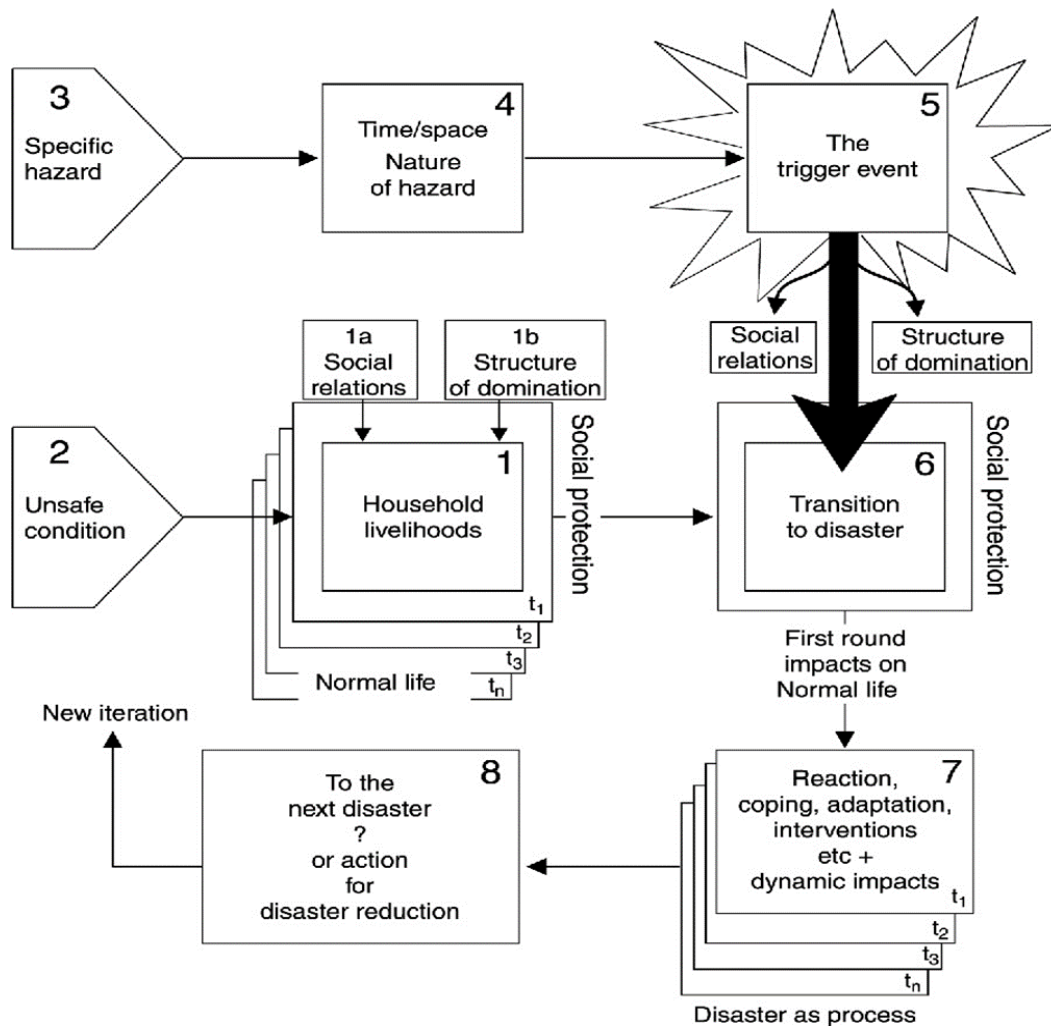 3
Specific
hazard
4
Time/space
Nature
of hazard
5
The
trigger event
Social
relations
Structure
of domination
1a
Social
relations
1b
Structure
of domination
2
Unsafe
condition
1
Household
livelihoods
t1
t2
t3
tn
Normal life
Social protection
6
Transition
to disaster
Social protection
First round
impacts on
Normal life
7
Reaction,
coping, adaptation,
interventions
etc +
dynamic impacts
t1
t2
t3
tn
Disaster as process
8
To the
next disaster
?
or action
for
disaster reduction
New iteration